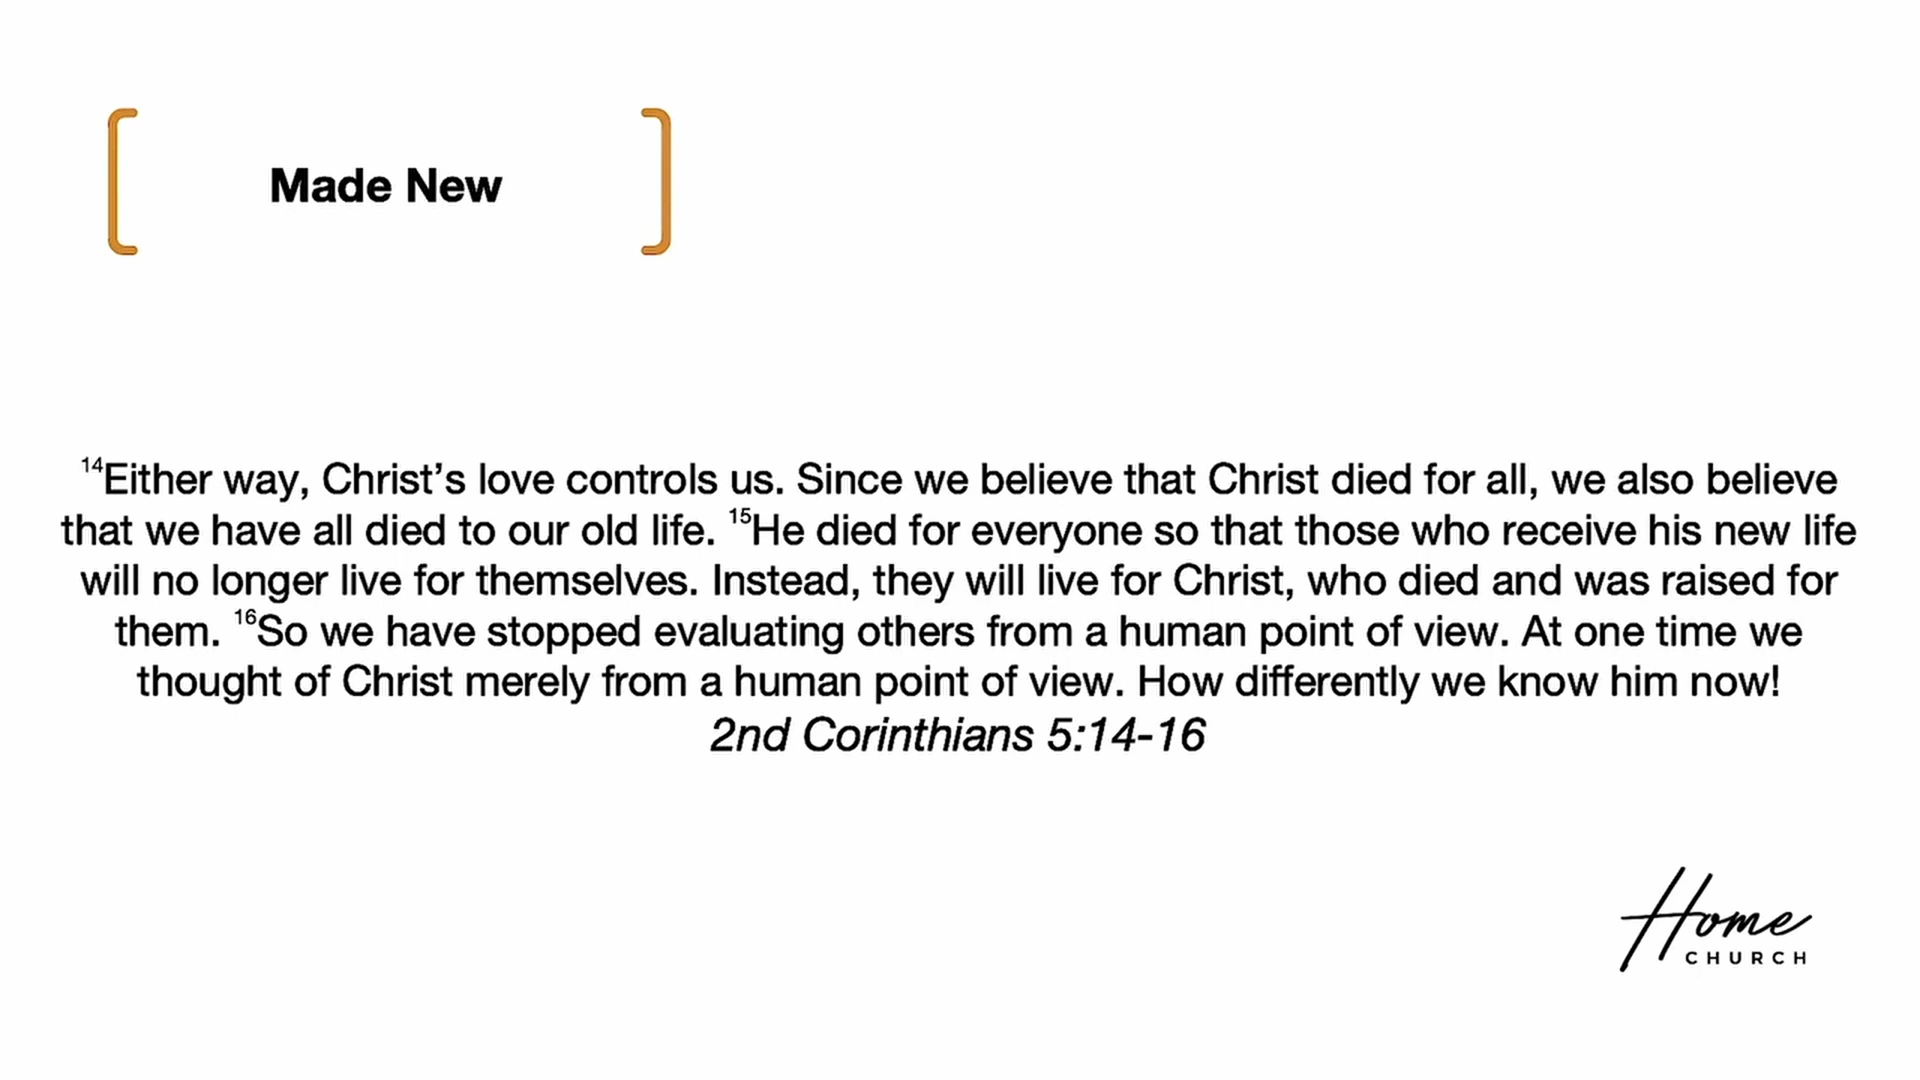 Made New
¹⁴Either way, Christ’s love controls us. Since we believe that Christ died for all, we also believe
that we have all died to our old life. ¹⁵He died for everyone so that those who receive his new life
will no longer live for themselves. Instead, they will live for Christ, who died and was raised for
them. ¹⁶So we have stopped evaluating others from a human point of view. At one time we
thought of Christ merely from a human point of view. How differently we know him now!
2nd Corinthians 5:14-16
Home
CHURCH